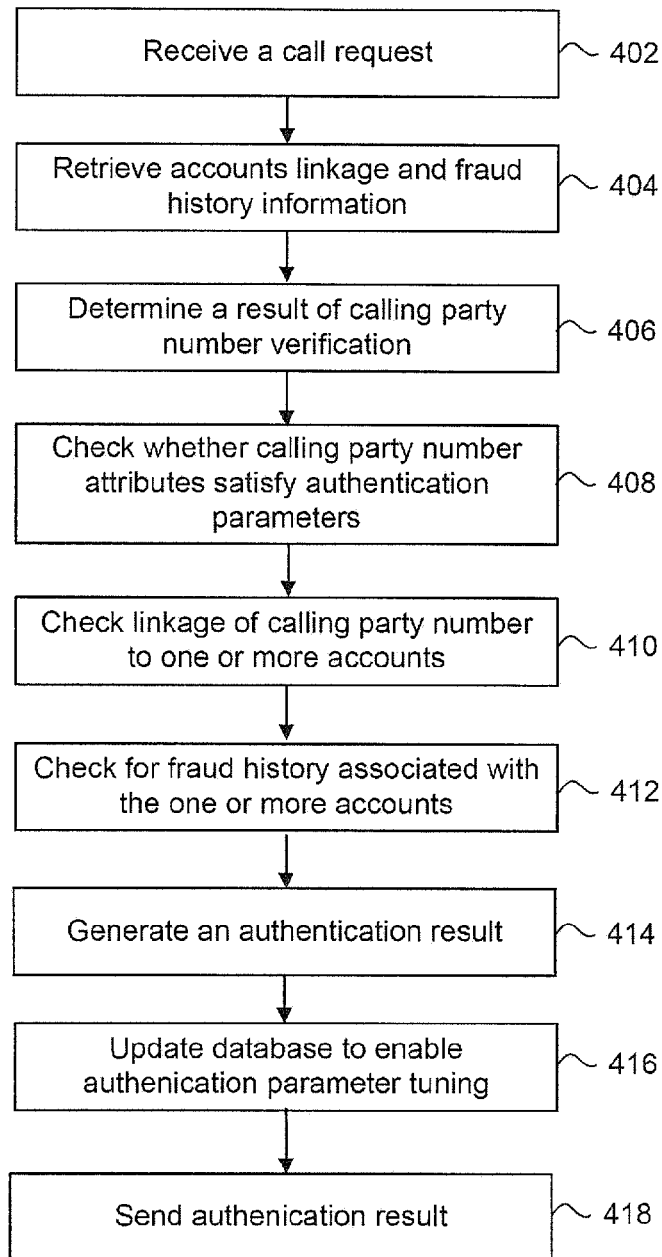 Receive a call request
402
Retrieve accounts linkage and fraud
history information
404
Determine a result of calling party
number verification
406
Check whether calling party number
attributes satisfy authentication
parameters
408
Check linkage of calling party number
to one or more accounts
410
Check for fraud history associated with
the one or more accounts
412
Generate an authentication result
414
Update database to enable
authenication parameter tuning
416
Send authenication result
418